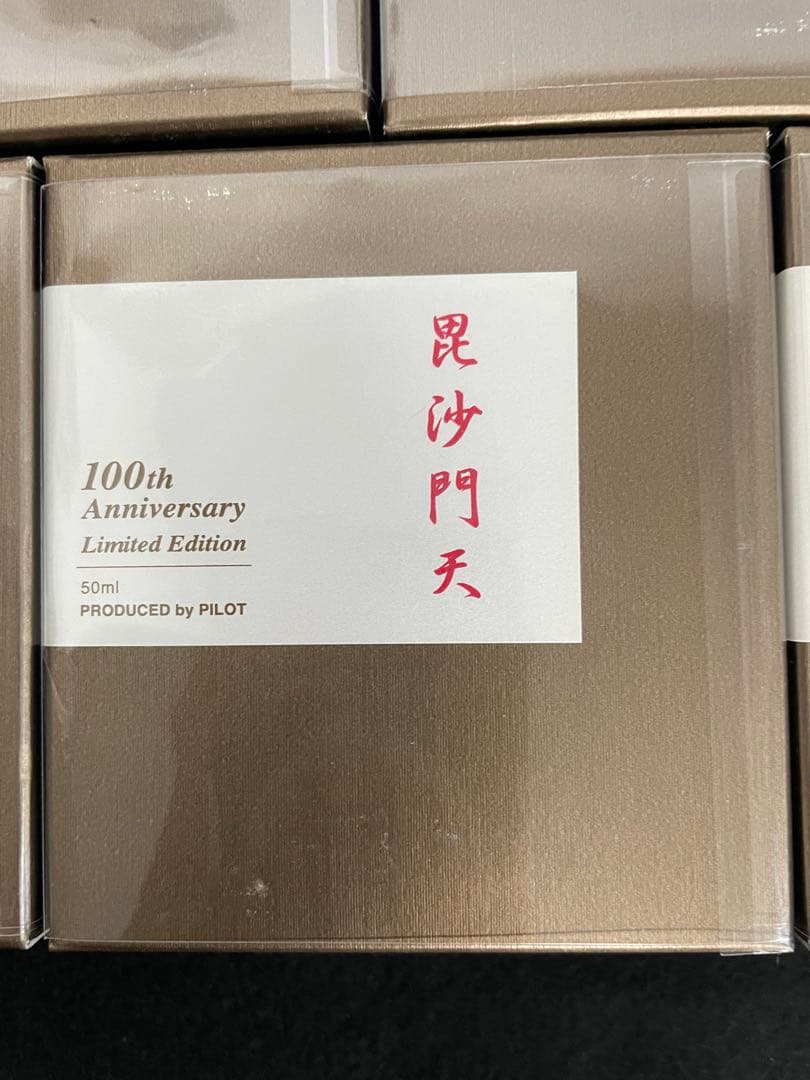 毘沙門天
100th
Anniversary
Limited Edition
50ml
PRODUCED by PILOT